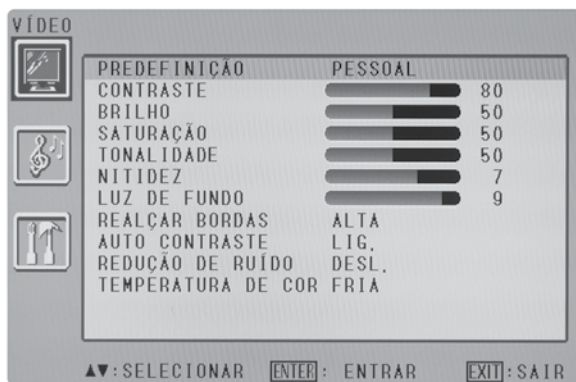 VÍDEO
PREDEFINIÇÃO PESSOAL
CONTRASTE 80
BRILHO 50
SATURAÇÃO 50
TONALIDADE 50
NITIDEZ 7
LUZ DE FUNDO 9
REALÇAR BORDAS ALTA
AUTO CONTRASTE LIG.
REDUÇÃO DE RUÍDO DESL.
TEMPERATURA DE COR FRIA
▲▼:SELECIONAR ENTER: ENTRAR EXIT:SAIR